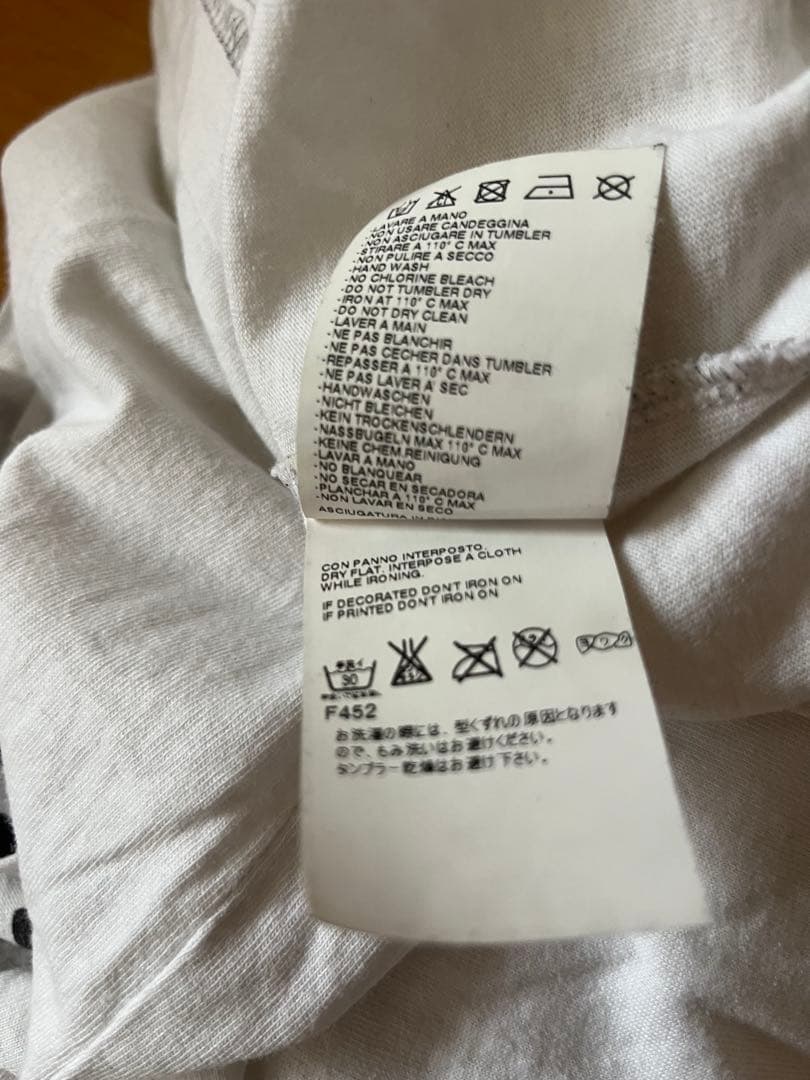 -LAVARE A MANO
-NON USARE CANDEGGINA
-NON ASCIUGARE IN TUMBLER
-STIRARE A 110° C MAX
-NON PULIRE A SECCO
-HAND WASH
-NO CHLORINE BLEACH
-DO NOT TUMBLER DRY
-IRON AT 110° C MAX
-DO NOT DRY CLEAN
-LAVER A MAIN
-NE PAS BLANCHIR
-NE PAS CECHER DANS TUMBLER
-REPASSER A 110° C MAX
-NE PAS LAVER A' SEC
-HANDWASCHEN
-NICHT BLEICHEN
-KEIN TROCKENSCHLENDERN
-NASSBUGELN MAX 110° C MAX
-KEINE CHEM.REINIGUNG
-LAVAR A MANO
-NO BLANQUEAR
-NO SECAR EN SECADORA
-PLANCHAR A 110° C MAX
-NON LAVAR EN SECO
ASCIUGATURA IN
CON PANNO INTERPOSTO.
DRY FLAT. INTERPOSE A CLOTH
WHILE IRONING.
IF DECORATED DON'T IRON ON
IF PRINTED DON'T IRON ON
手洗イ
30
F452
お洗濯の際には、型くずれの原因となります
ので、もみ洗いはお避けください。
タンブラー乾燥はお避け下さい。